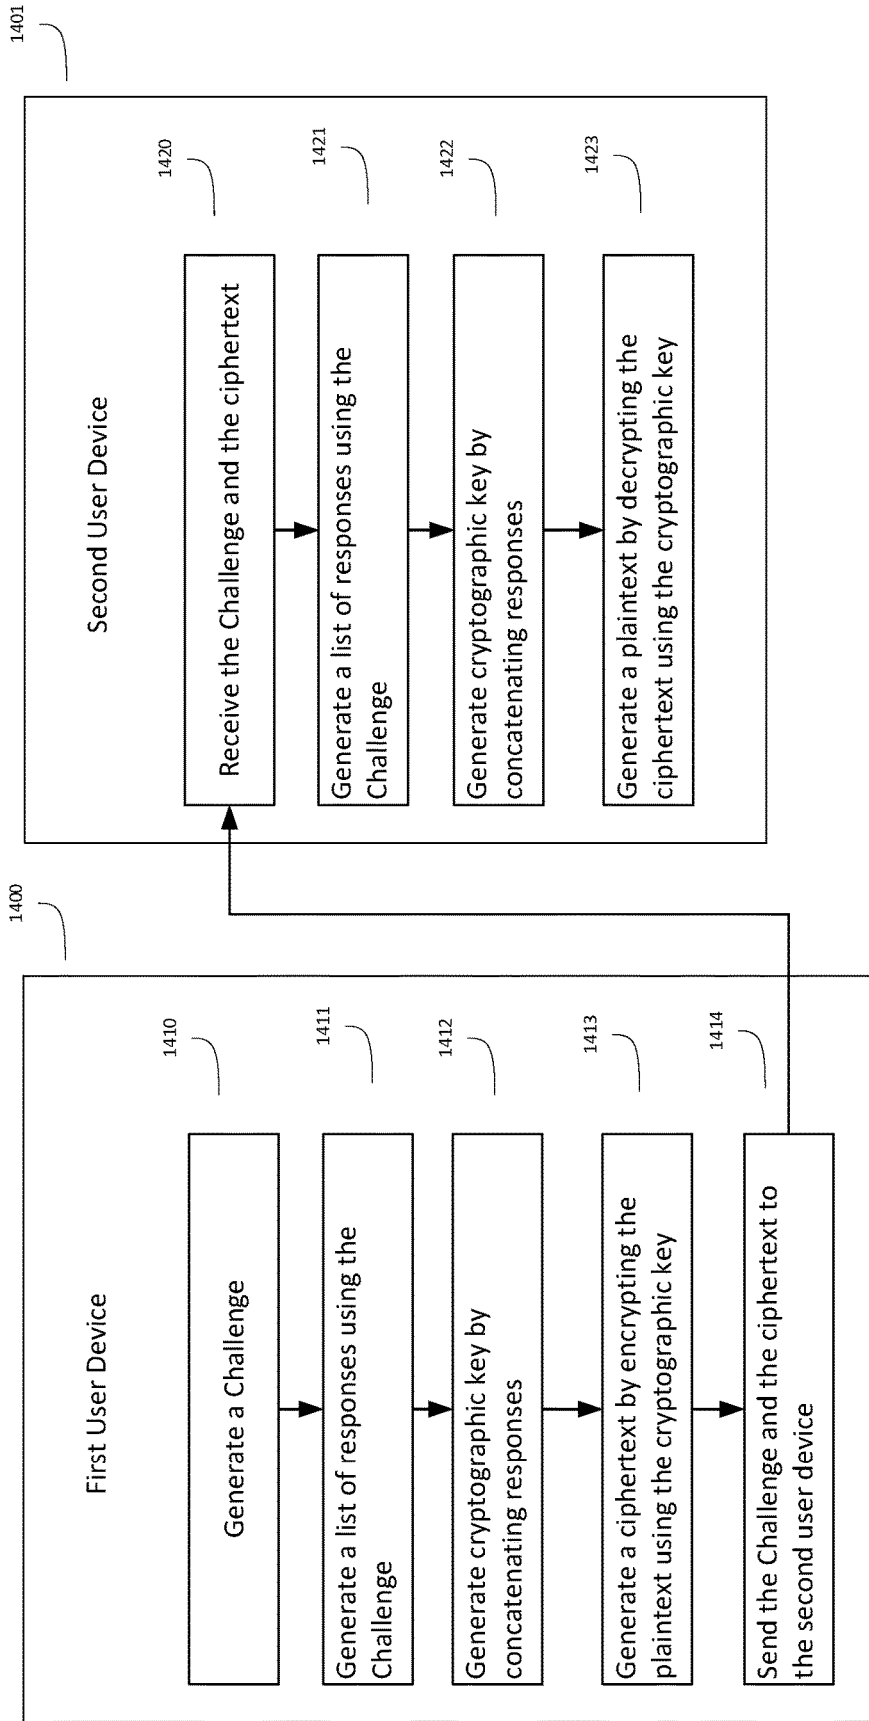 1400
First User Device
1410
Generate a Challenge
1411
Generate a list of responses using the
Challenge
1412
Generate cryptographic key by
concatenating responses
1413
Generate a ciphertext by encrypting the
plaintext using the cryptographic key
1414
Send the Challenge and the ciphertext to
the second user device
1401
Second User Device
1420
Receive the Challenge and the ciphertext
1421
Generate a list of responses using the
Challenge
1422
Generate cryptographic key by
concatenating responses
1423
Generate a plaintext by decrypting the
ciphertext using the cryptographic key